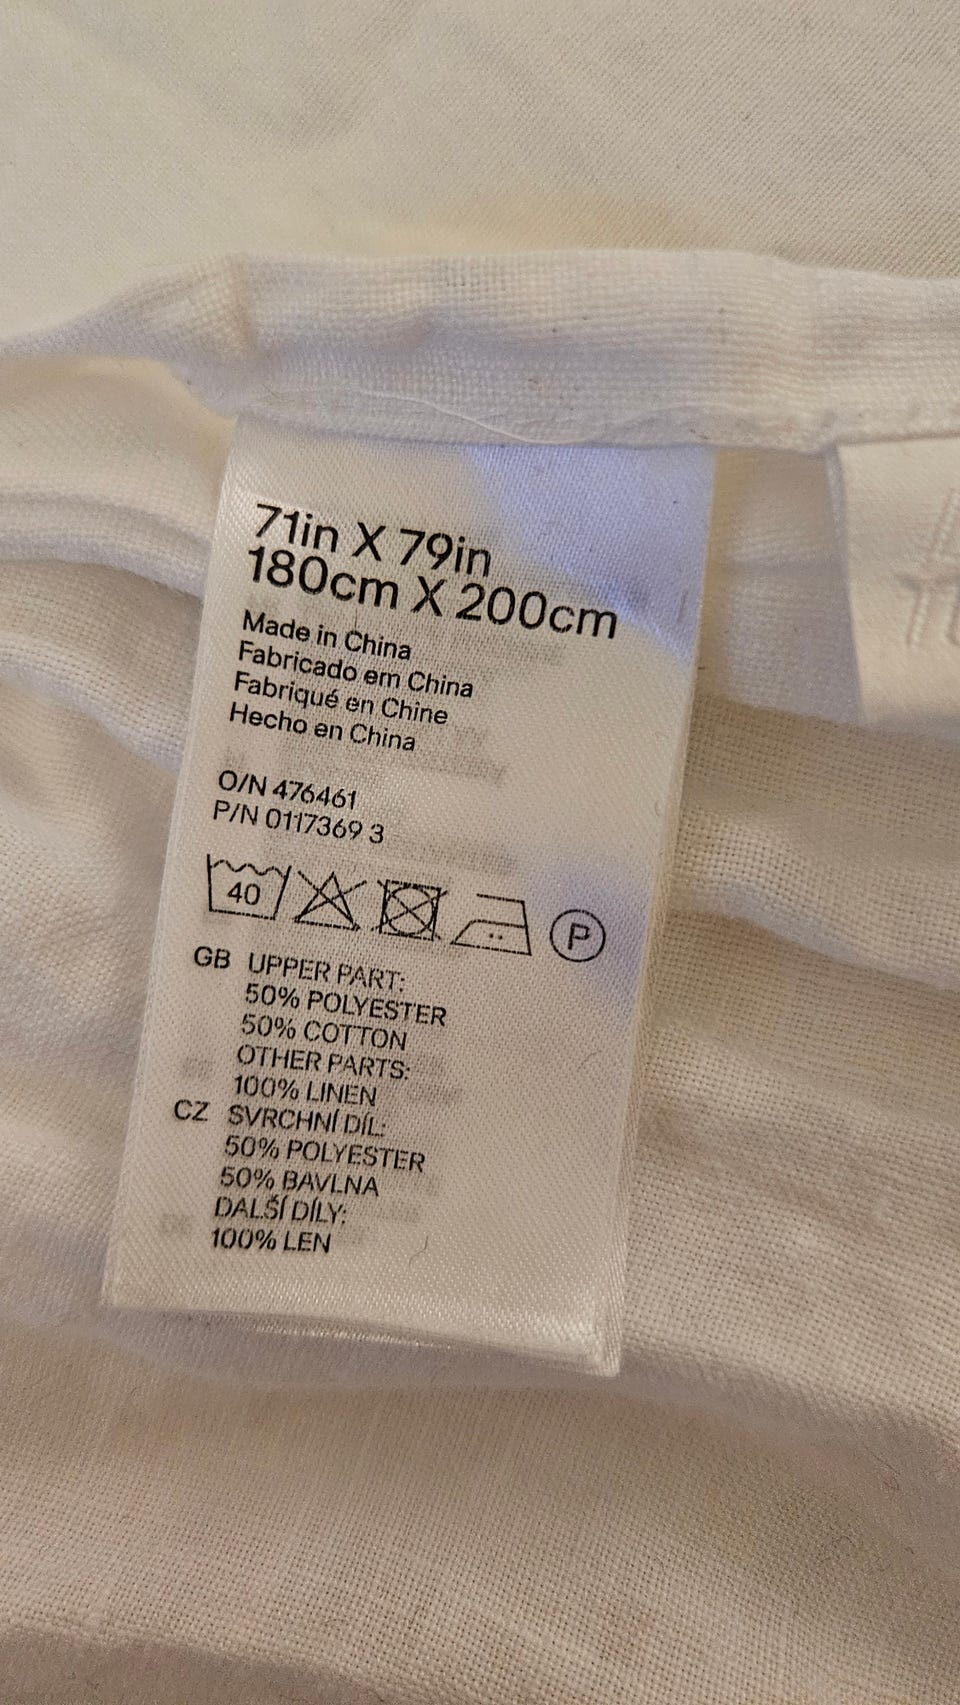 71in X 79in
180cm X 200cm
Made in China
Fabricado em China
Fabriqué en Chine
Hecho en China
O/N 476461
P/N 0117369 3
40
P
GB UPPER PART:
50% POLYESTER
50% COTTON
OTHER PARTS:
100% LINEN
CZ SVRCHNÍ DÍL:
50% POLYESTER
50% BAVLNA
DALŠÍ DÍLY:
100% LEN